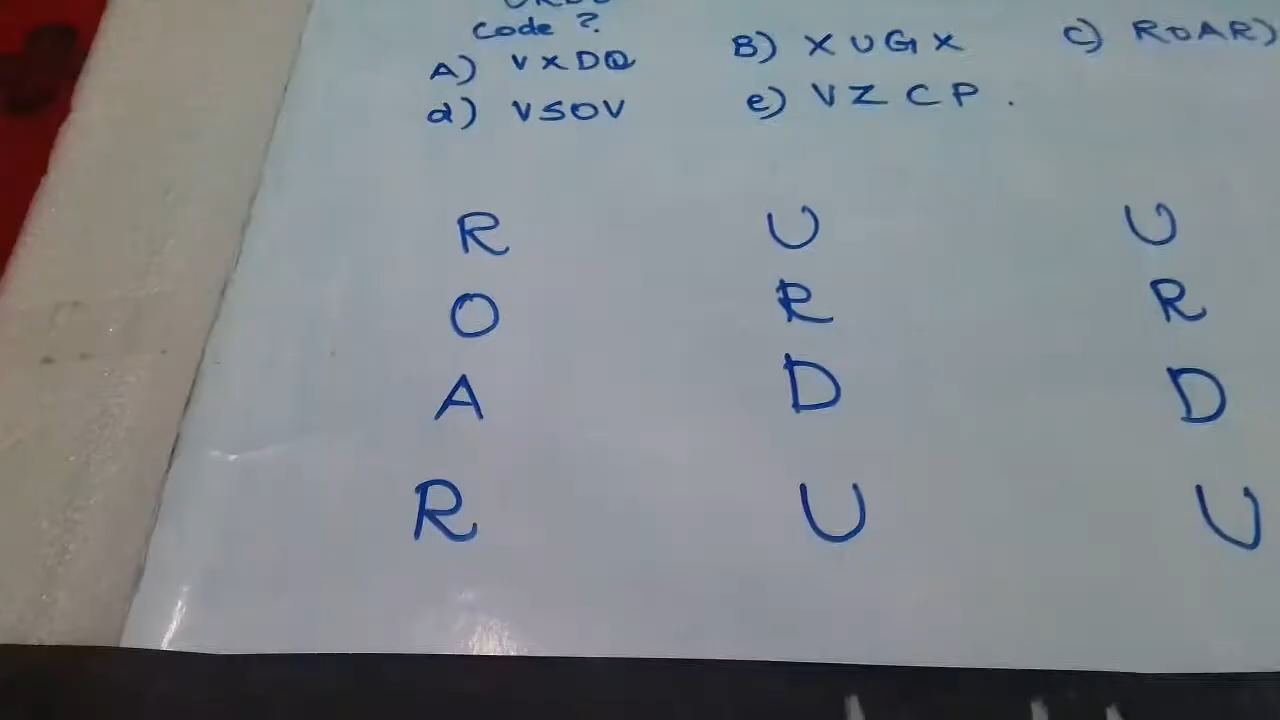 code ?
A) VXDQ B) XUGX C) ROAR)
d) VSOV e) VZCP.
R U U
O R R
A D D
R U U